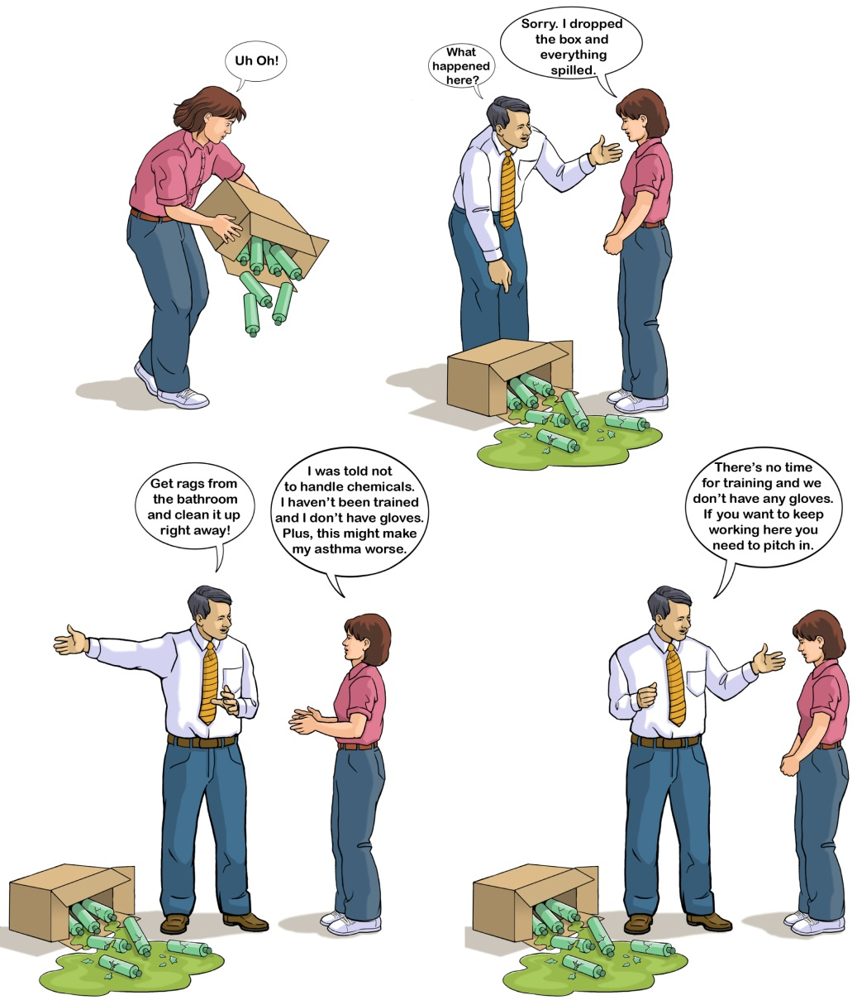 Uh Oh!
What
happened
here?
Sorry. I dropped
the box and
everything
spilled.
Get rags from
the bathroom
and clean it up
right away!
I was told not
to handle chemicals.
I haven’t been trained
and I don’t have gloves.
Plus, this might make
my asthma worse.
There’s no time
for training and we
don’t have any gloves.
If you want to keep
working here you
need to pitch in.